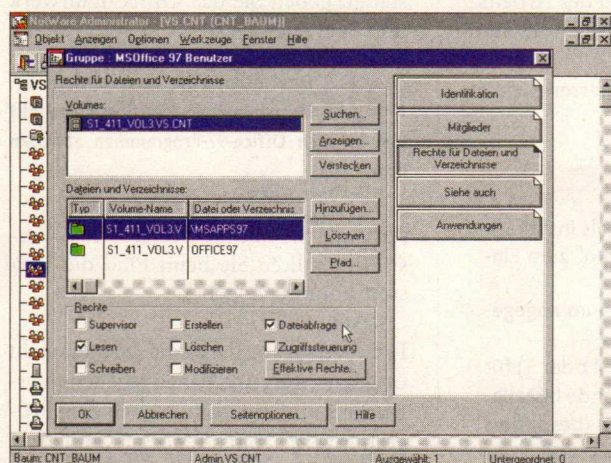 NetWare Administrator - [VS.CNT (CNT_BAUM)]
Objekt Anzeigen Optionen Werkzeuge Fenster Hilfe
Gruppe : MSOffice 97 Benutzer
Rechte für Dateien und Verzeichnisse
Volumes:
S1_411_VOL3.VS.CNT
Suchen...
Anzeigen...
Verstecken
Dateien und Verzeichnisse:
Typ Volume-Name Datei oder Verzeichnis
S1_411_VOL3.V \MSAPPS97
S1_411_VOL3.V OFFICE97
Hinzufügen...
Löschen
Pfad...
Rechte
Supervisor Erstellen Dateiabfrage
Lesen Löschen Zugriffssteuerung
Schreiben Modifizieren Effektive Rechte...
OK Abbrechen Seitenoptionen... Hilfe
Identifikation
Mitglieder
Rechte für Dateien und
Verzeichnisse
Siehe auch
Anwendungen
VS
Baum: CNT_BAUM Admin.VS.CNT Ausgewählt: 1 Untergeordnet: 0